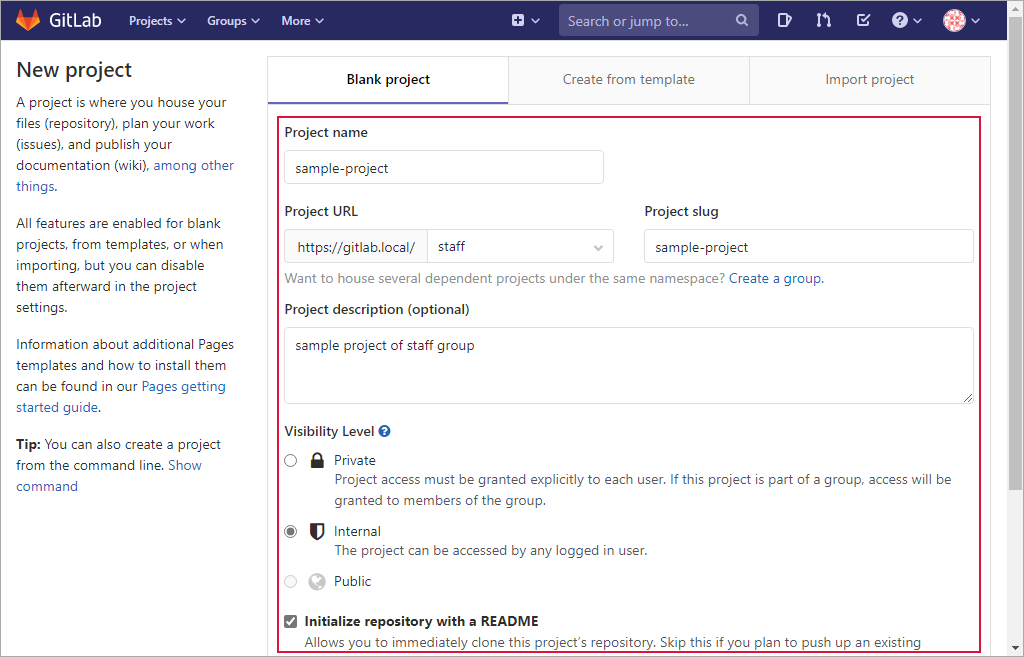 GitLab Projects Groups More Search or jump to...
New project
A project is where you house your
files (repository), plan your work
(issues), and publish your
documentation (wiki), among other
things.
All features are enabled for blank
projects, from templates, or when
importing, but you can disable
them afterward in the project
settings.
Information about additional Pages
templates and how to install them
can be found in our Pages getting
started guide.
Tip: You can also create a project
from the command line. Show
command
Blank project Create from template Import project
Project name
sample-project
Project URL Project slug
https://gitlab.local/ staff sample-project
Want to house several dependent projects under the same namespace? Create a group.
Project description (optional)
sample project of staff group
Visibility Level ?
Private
Project access must be granted explicitly to each user. If this project is part of a group, access will be
granted to members of the group.
Internal
The project can be accessed by any logged in user.
Public
Initialize repository with a README
Allows you to immediately clone this project's repository. Skip this if you plan to push up an existing